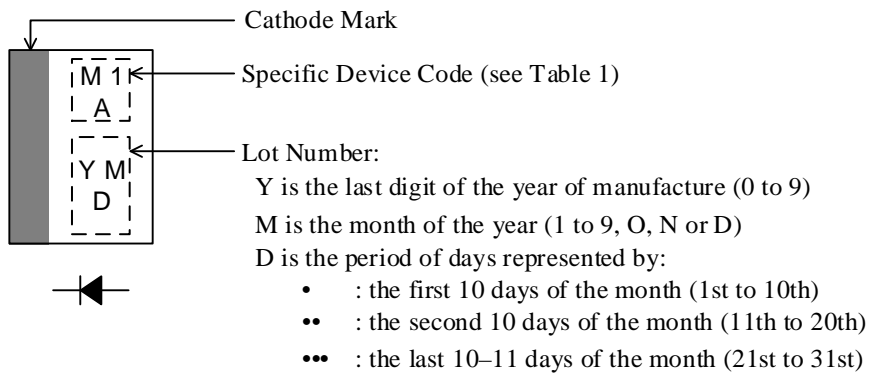 Cathode Mark
M 1
A
Specific Device Code (see Table 1)
Y M
D
Lot Number:
Y is the last digit of the year of manufacture (0 to 9)
M is the month of the year (1 to 9, O, N or D)
D is the period of days represented by:
• : the first 10 days of the month (1st to 10th)
•• : the second 10 days of the month (11th to 20th)
••• : the last 10–11 days of the month (21st to 31st)